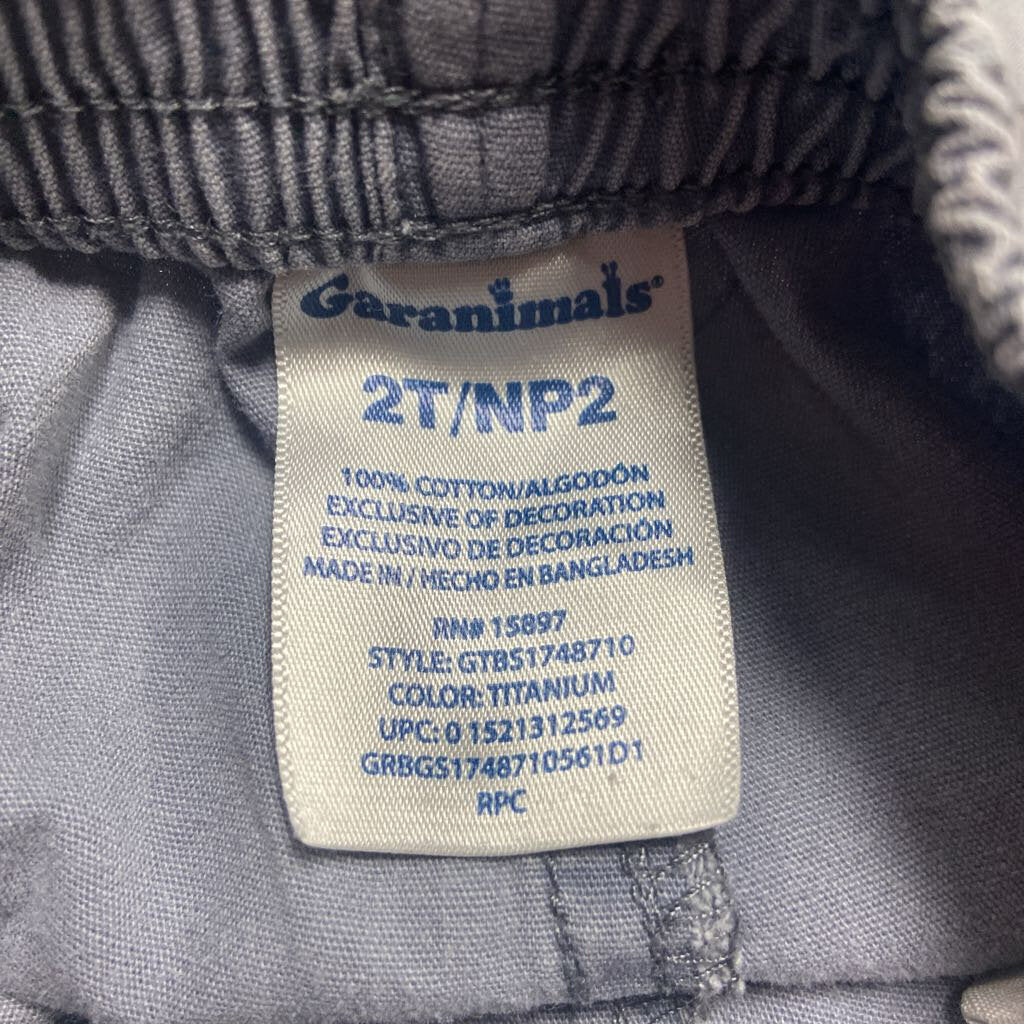 Garanimals®
2T/NP2
100% COTTON/ALGODÓN
EXCLUSIVE OF DECORATION
EXCLUSIVO DE DECORACIÓN
MADE IN / HECHO EN BANGLADESH
RN# 15897
STYLE: GTBS1748710
COLOR: TITANIUM
UPC: 0 1521312569
GRBGS1748710561D1
RPC